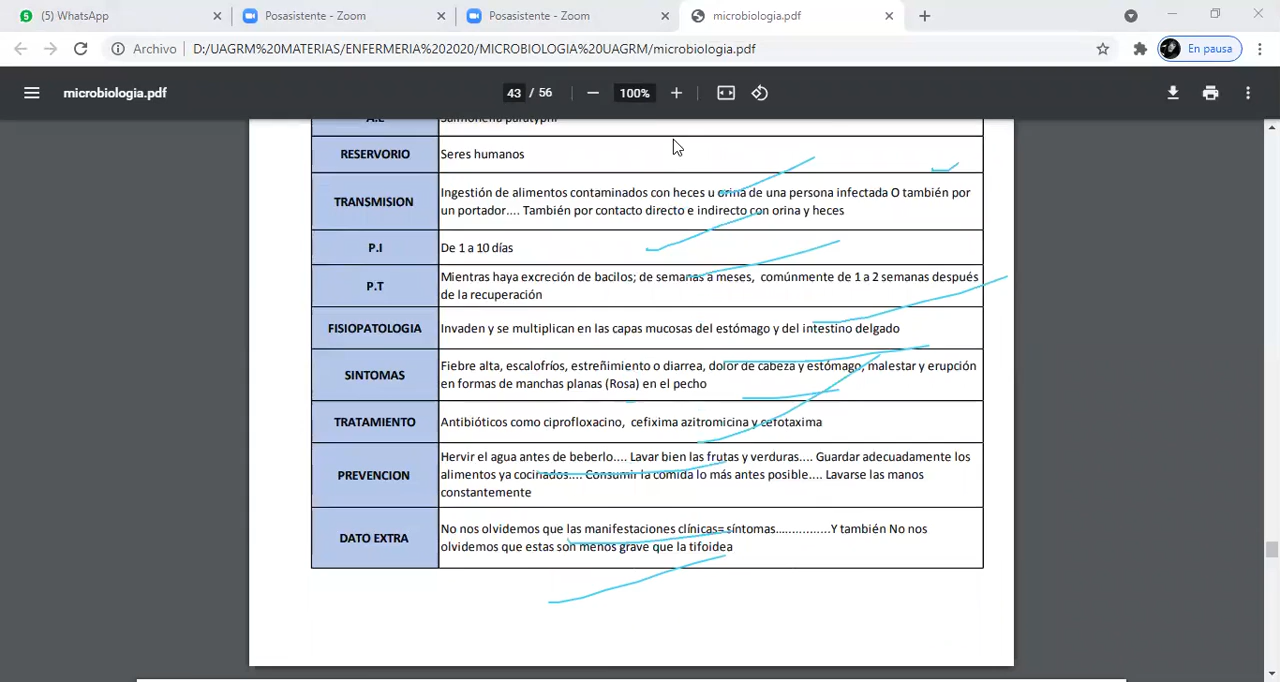 (5) WhatsApp
Posasistente - Zoom
Posasistente - Zoom
microbiologia.pdf
Archivo
D:/UAGRM%20MATERIAS/ENFERMERIA%202020/MICROBIOLOGIA%20UAGRM/microbiologia.pdf
En pausa
microbiologia.pdf
43 / 56
100%
A.E
Salmonella paratyphi
RESERVORIO
Seres humanos
TRANSMISION
Ingestión de alimentos contaminados con heces u orina de una persona infectada O también por
un portador.... También por contacto directo e indirecto con orina y heces
P.I
De 1 a 10 días
P.T
Mientras haya excreción de bacilos; de semanas a meses, comúnmente de 1 a 2 semanas después
de la recuperación
FISIOPATOLOGIA
Invaden y se multiplican en las capas mucosas del estómago y del intestino delgado
SINTOMAS
Fiebre alta, escalofríos, estreñimiento o diarrea, dolor de cabeza y estómago, malestar y erupción
en formas de manchas planas (Rosa) en el pecho
TRATAMIENTO
Antibióticos como ciprofloxacino, cefixima azitromicina y cefotaxima
PREVENCION
Hervir el agua antes de beberlo.... Lavar bien las frutas y verduras.... Guardar adecuadamente los
alimentos ya cocinados.... Consumir la comida lo más antes posible.... Lavarse las manos
constantemente
DATO EXTRA
No nos olvidemos que las manifestaciones clínicas= síntomas..............Y también No nos
olvidemos que estas son menos grave que la tifoidea